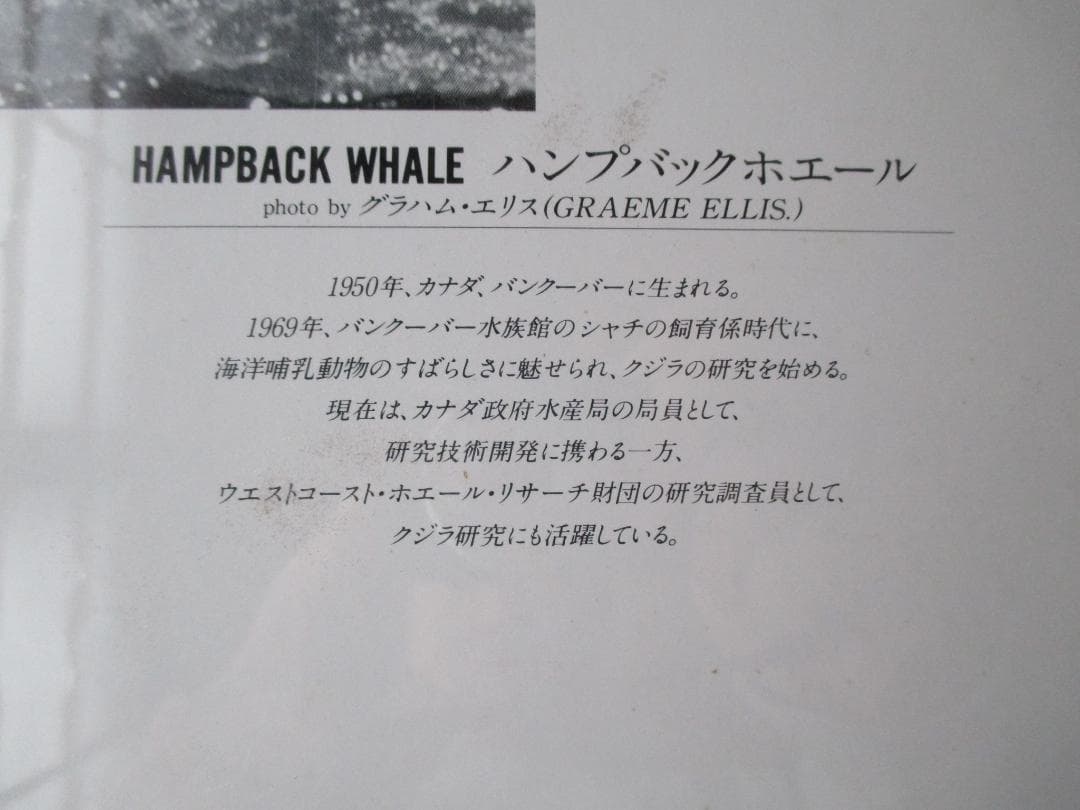 HAMPBACK WHALE ハンプバックホエール
photo by グラハム・エリス(GRAEME ELLIS.)
1950年、カナダ、バンクーバーに生まれる。
1969年、バンクーバー水族館のシャチの飼育係時代に、
海洋哺乳動物のすばらしさに魅せられ、クジラの研究を始める。
現在は、カナダ政府水産局の局員として、
研究技術開発に携わる一方、
ウエストコースト・ホエール・リサーチ財団の研究調査員として、
クジラ研究にも活躍している。